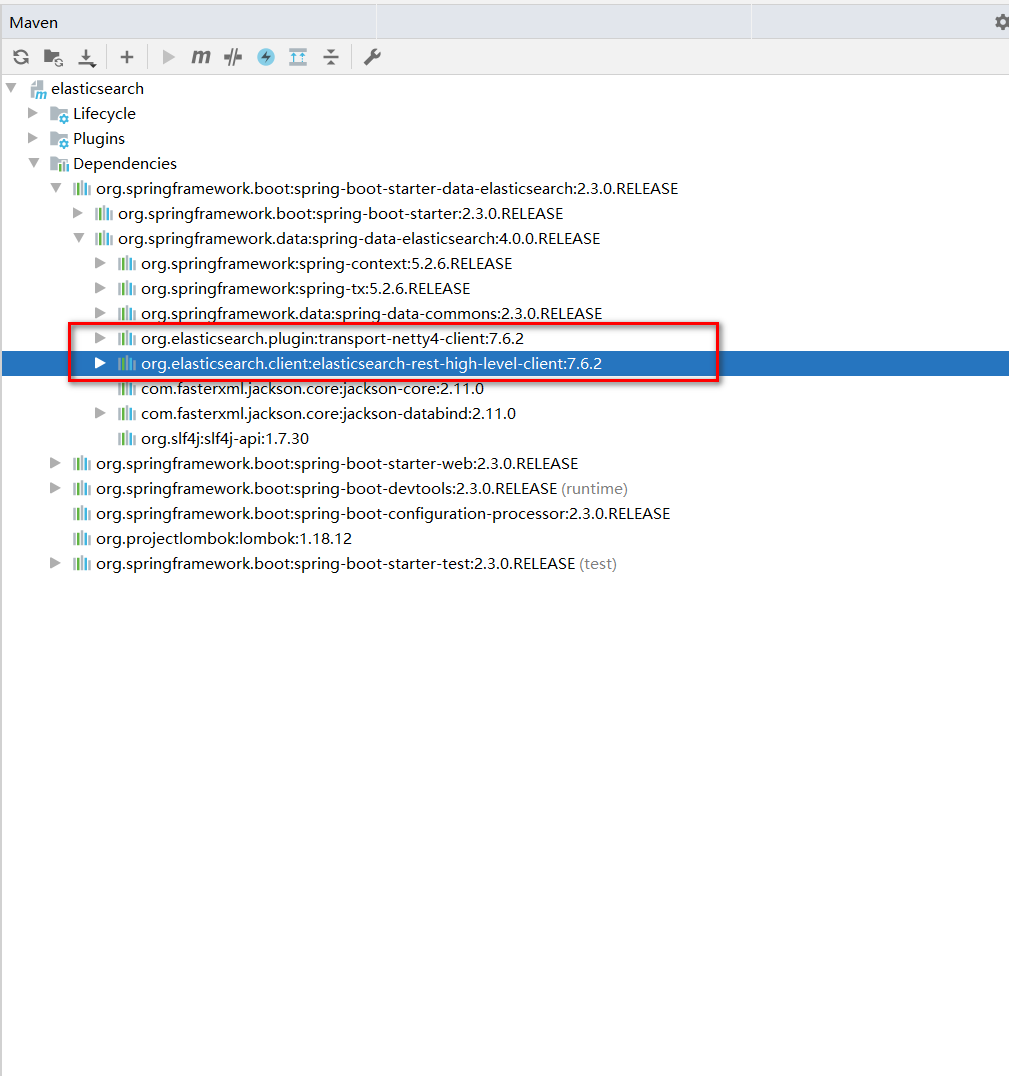 Maven
elasticsearch
Lifecycle
Plugins
Dependencies
org.springframework.boot:spring-boot-starter-data-elasticsearch:2.3.0.RELEASE
org.springframework.boot:spring-boot-starter:2.3.0.RELEASE
org.springframework.data:spring-data-elasticsearch:4.0.0.RELEASE
org.springframework:spring-context:5.2.6.RELEASE
org.springframework:spring-tx:5.2.6.RELEASE
org.springframework.data:spring-data-commons:2.3.0.RELEASE
org.elasticsearch.plugin:transport-netty4-client:7.6.2
org.elasticsearch.client:elasticsearch-rest-high-level-client:7.6.2
com.fasterxml.jackson.core:jackson-core:2.11.0
com.fasterxml.jackson.core:jackson-databind:2.11.0
org.slf4j:slf4j-api:1.7.30
org.springframework.boot:spring-boot-starter-web:2.3.0.RELEASE
org.springframework.boot:spring-boot-devtools:2.3.0.RELEASE (runtime)
org.springframework.boot:spring-boot-configuration-processor:2.3.0.RELEASE
org.projectlombok:lombok:1.18.12
org.springframework.boot:spring-boot-starter-test:2.3.0.RELEASE (test)